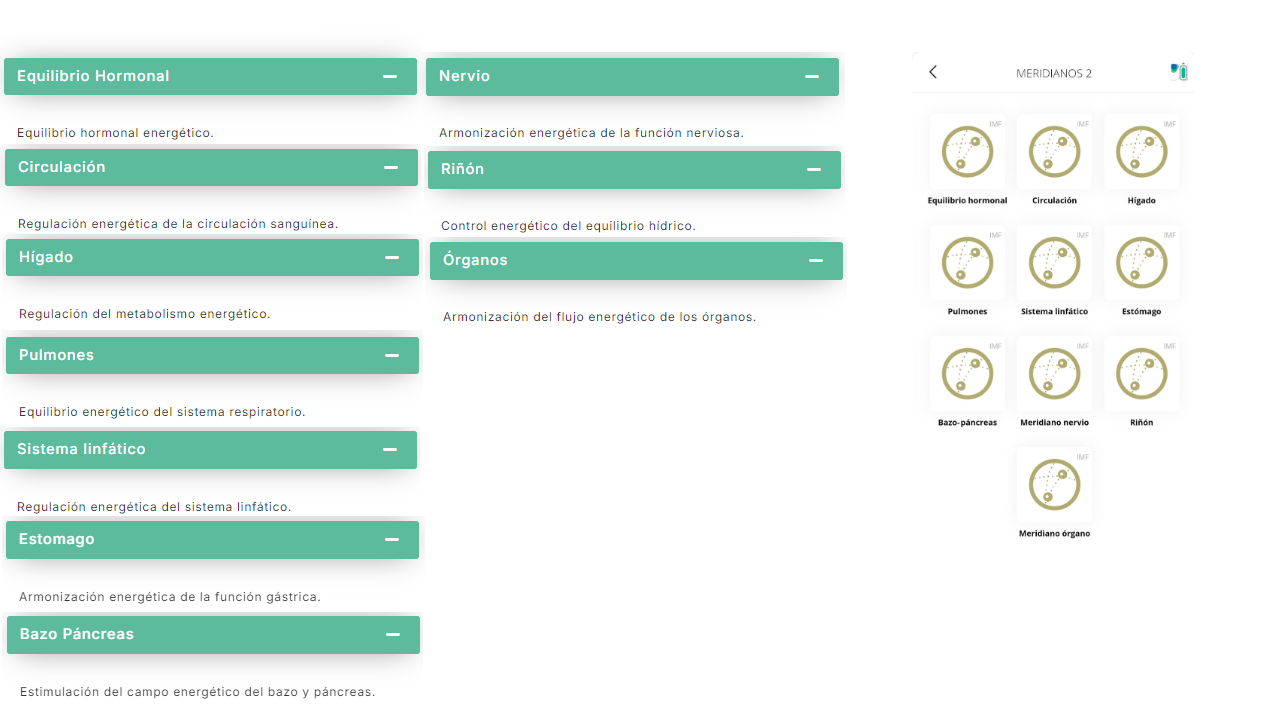 Equilibrio Hormonal
Equilibrio hormonal energético.
Circulación
Regulación energética de la circulación sanguínea.
Hígado
Regulación del metabolismo energético.
Pulmones
Equilibrio energético del sistema respiratorio.
Sistema linfático
Regulación energética del sistema linfático.
Estomago
Armonización energética de la función gástrica.
Bazo Páncreas
Estimulación del campo energético del bazo y páncreas.
Nervio
Armonización energética de la función nerviosa.
Riñón
Control energético del equilibrio hídrico.
Órganos
Armonización del flujo energético de los órganos.
MERIDIANOS 2
IMF IMF IMF
Equilibrio hormonal Circulación Hígado
IMF IMF IMF
Pulmones Sistema linfático Estómago
IMF IMF IMF
Bazo-páncreas Meridiano nervio Riñón
IMF
Meridiano órgano